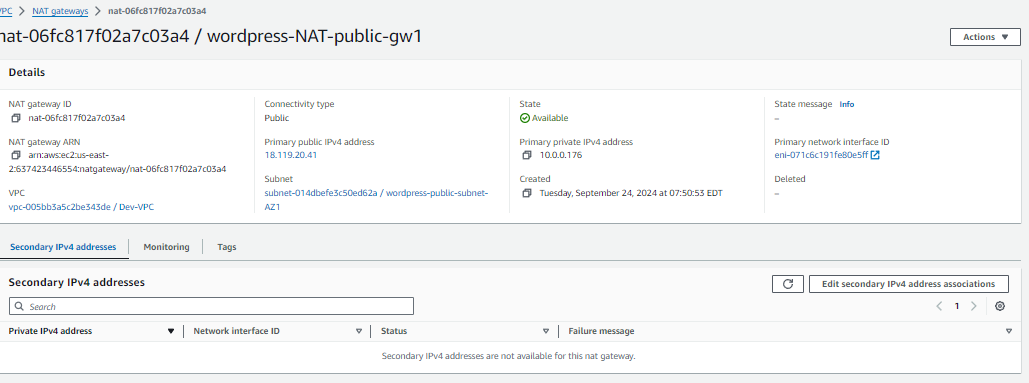 VPC > NAT gateways > nat-06fc817f02a7c03a4
nat-06fc817f02a7c03a4 / wordpress-NAT-public-gw1
Actions
Details
NAT gateway ID
nat-06fc817f02a7c03a4
Connectivity type
Public
State
Available
State message Info
–
NAT gateway ARN
arn:aws:ec2:us-east-
2:637423446554:natgateway/nat-06fc817f02a7c03a4
Primary public IPv4 address
18.119.20.41
Primary private IPv4 address
10.0.0.176
Primary network interface ID
eni-071c6c191fe80e5ff
VPC
vpc-005bb3a5c2be343de / Dev-VPC
Subnet
subnet-014dbefe3c50ed62a / wordpress-public-subnet-
AZ1
Created
Tuesday, September 24, 2024 at 07:50:53 EDT
Deleted
–
Secondary IPv4 addresses Monitoring Tags
Secondary IPv4 addresses
Edit secondary IPv4 address associations
Search
1
Private IPv4 address Network interface ID Status Failure message
Secondary IPv4 addresses are not available for this nat gateway.